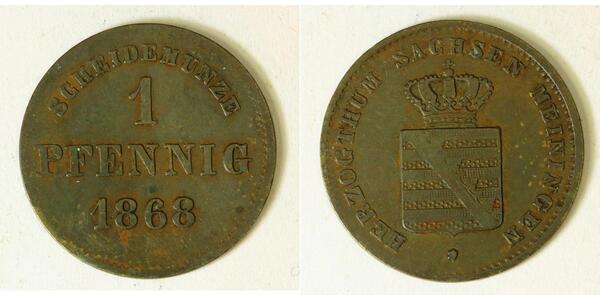 SCHEIDEMÜNZE
1
PFENNIG
1868
HERZOGTHUM SACHSEN MEININGEN